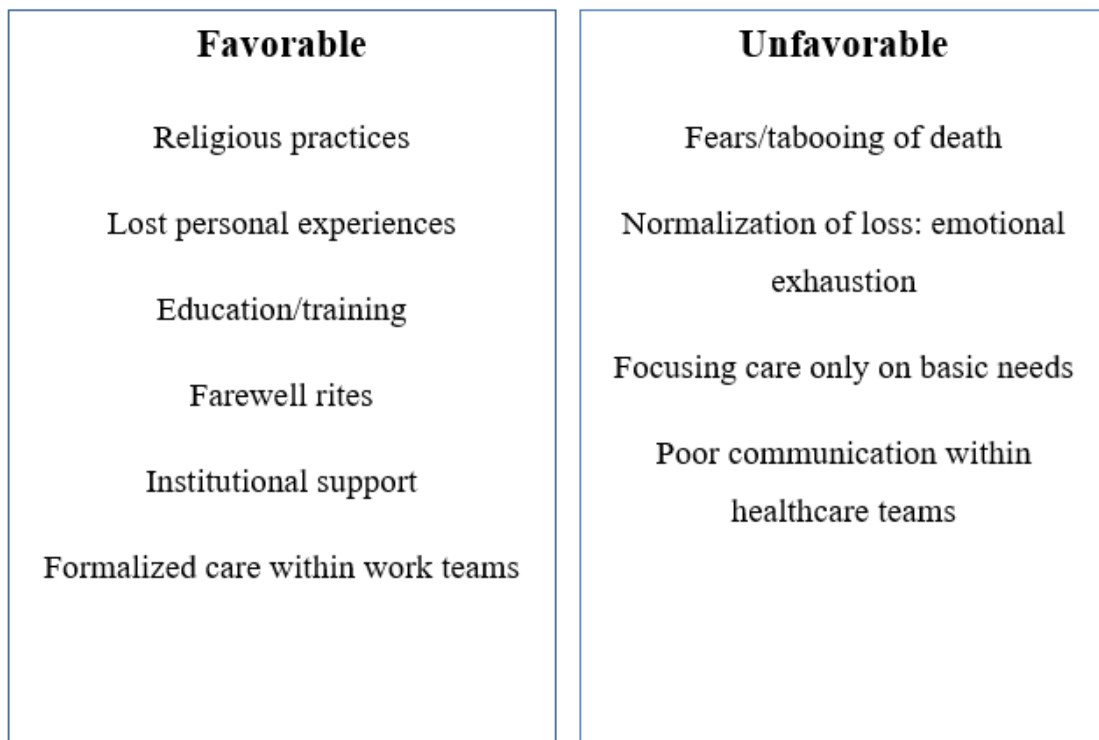 Favorable
Religious practices
Lost personal experiences
Education/training
Farewell rites
Institutional support
Formalized care within work teams
Unfavorable
Fears/tabooing of death
Normalization of loss: emotional
exhaustion
Focusing care only on basic needs
Poor communication within
healthcare teams